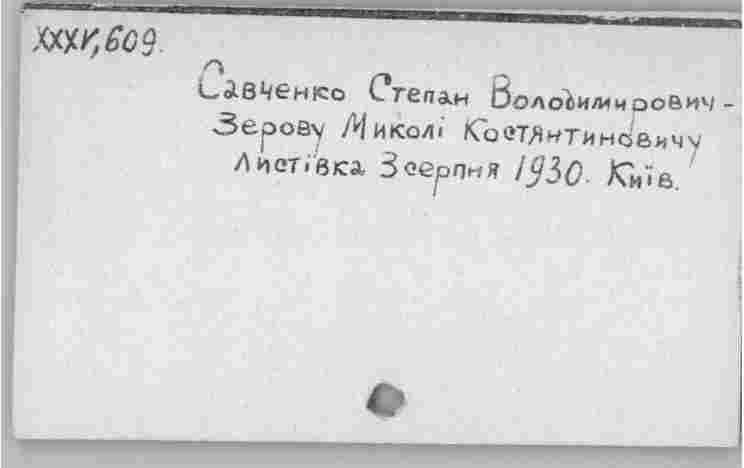 XXXV,609.
Савченко Степан Володимирович -
Зерову Миколі Костянтиновичу
Листівка 3 серпня 1930. Київ.